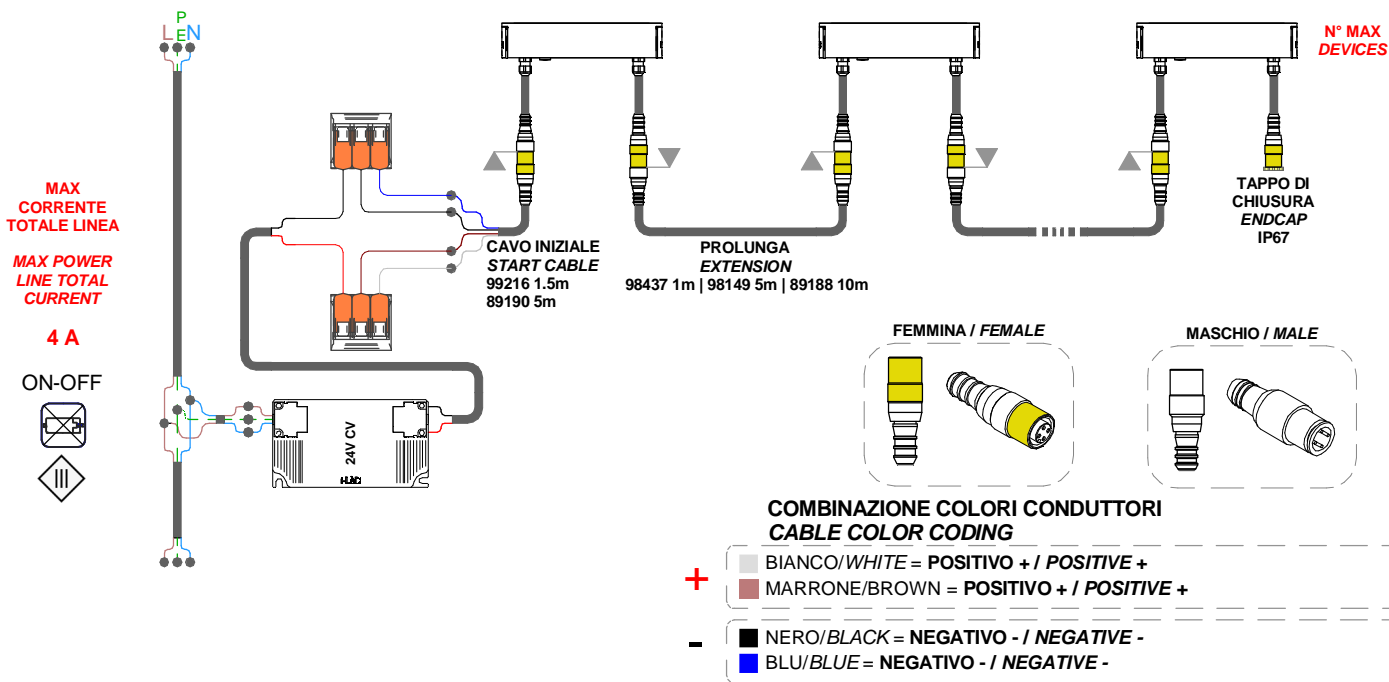 L PE N
N° MAX
DEVICES
MAX
CORRENTE
TOTALE LINEA
MAX POWER
LINE TOTAL
CURRENT
4 A
ON-OFF
III
CAVO INIZIALE
START CABLE
99216 1.5m
89190 5m
PROLUNGA
EXTENSION
98437 1m | 98149 5m | 89188 10m
TAPPO DI
CHIUSURA
ENDCAP
IP67
24V CV
FEMMINA / FEMALE
MASCHIO / MALE
COMBINAZIONE COLORI CONDUTTORI
CABLE COLOR CODING
+
BIANCO/WHITE = POSITIVO + / POSITIVE +
MARRONE/BROWN = POSITIVO + / POSITIVE +
-
NERO/BLACK = NEGATIVO - / NEGATIVE -
BLU/BLUE = NEGATIVO - / NEGATIVE -